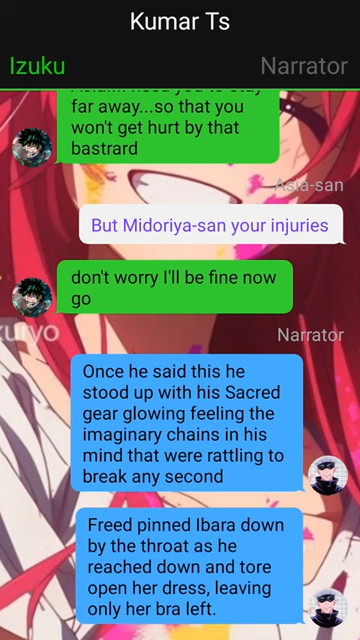 Kumar Ts
Izuku
Narrator
far away...so that you
won't get hurt by that
bastrard
Asia-san
But Midoriya-san your injuries
don't worry I'll be fine now
go
Narrator
Once he said this he
stood up with his Sacred
gear glowing feeling the
imaginary chains in his
mind that were rattling to
break any second
Freed pinned Ibara down
by the throat as he
reached down and tore
open her dress, leaving
only her bra left.